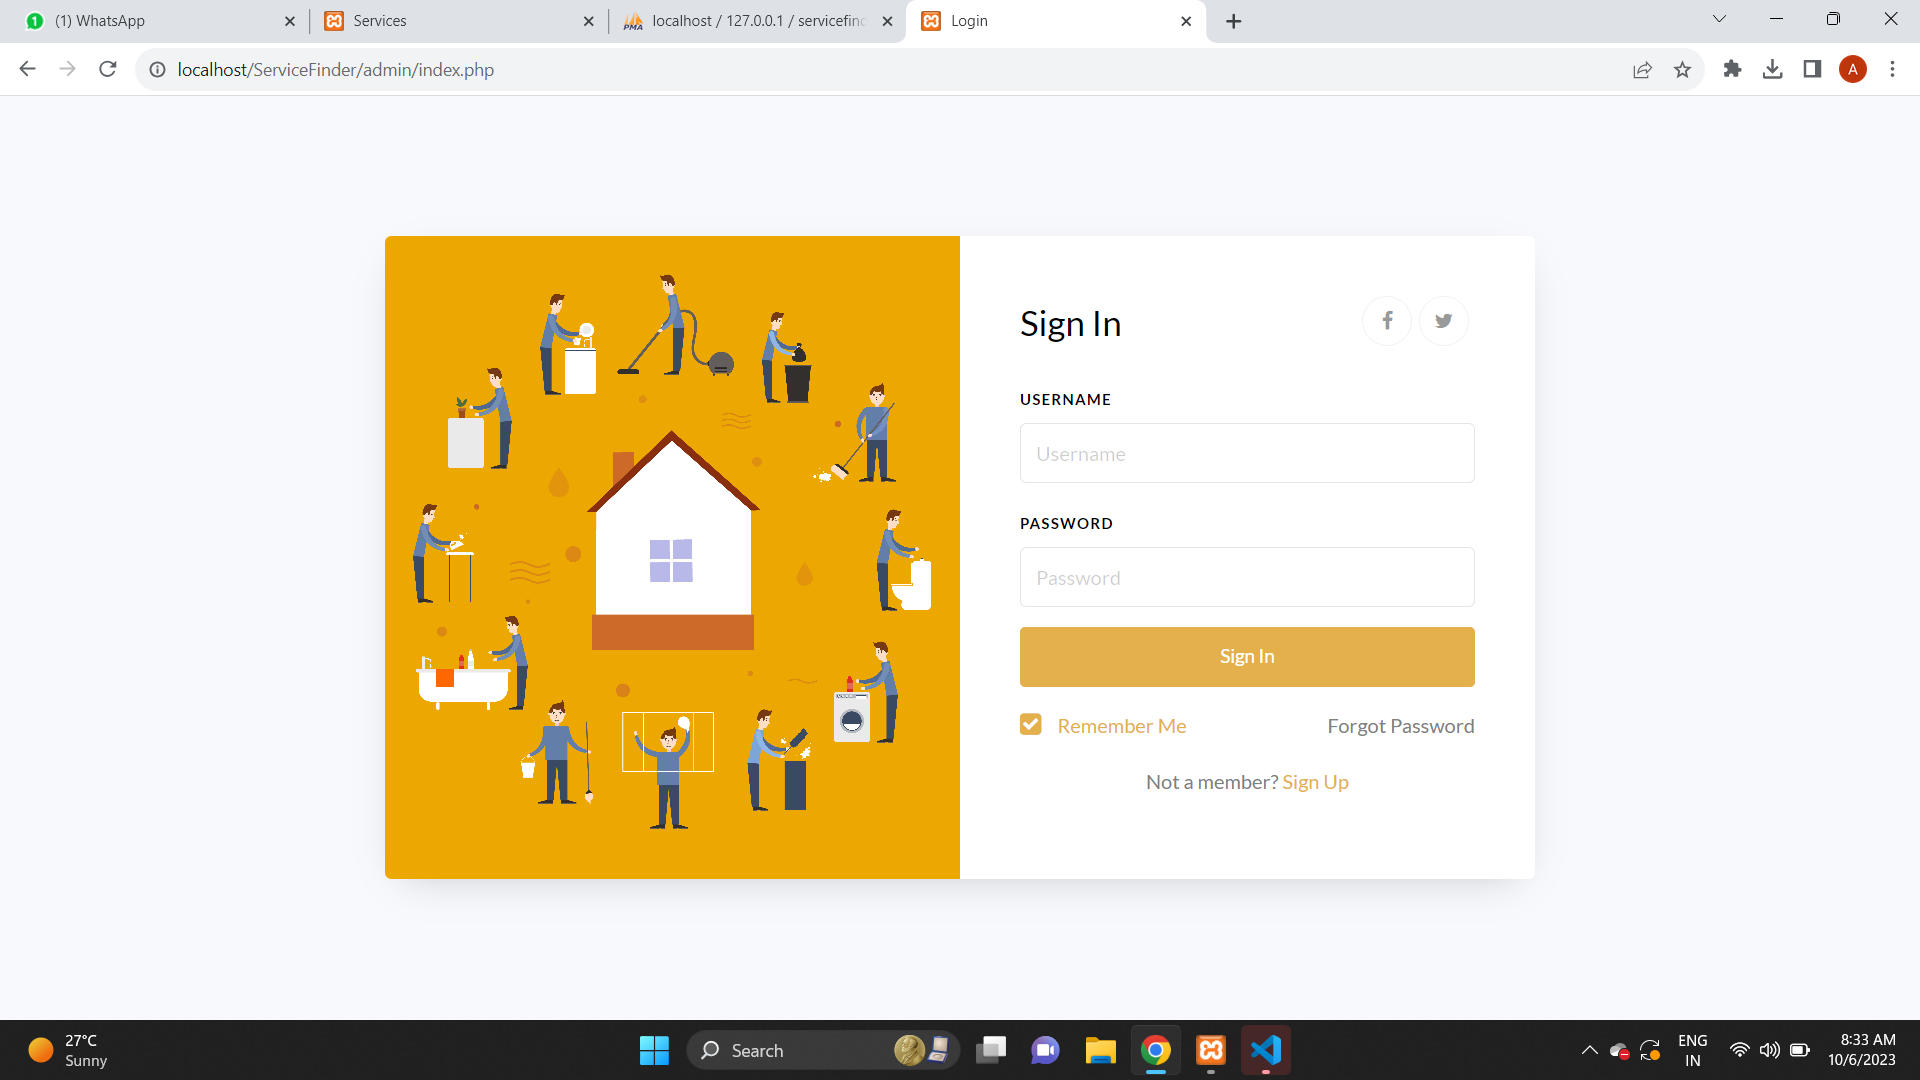 (1) WhatsApp
Services
PMA
localhost / 127.0.0.1 / servicefin
Login
localhost/ServiceFinder/admin/index.php
A
Sign In
USERNAME
Username
PASSWORD
Password
Sign In
Remember Me
Forgot Password
Not a member? Sign Up
27°C
Sunny
Search
ENG
IN
8:33 AM
10/6/2023